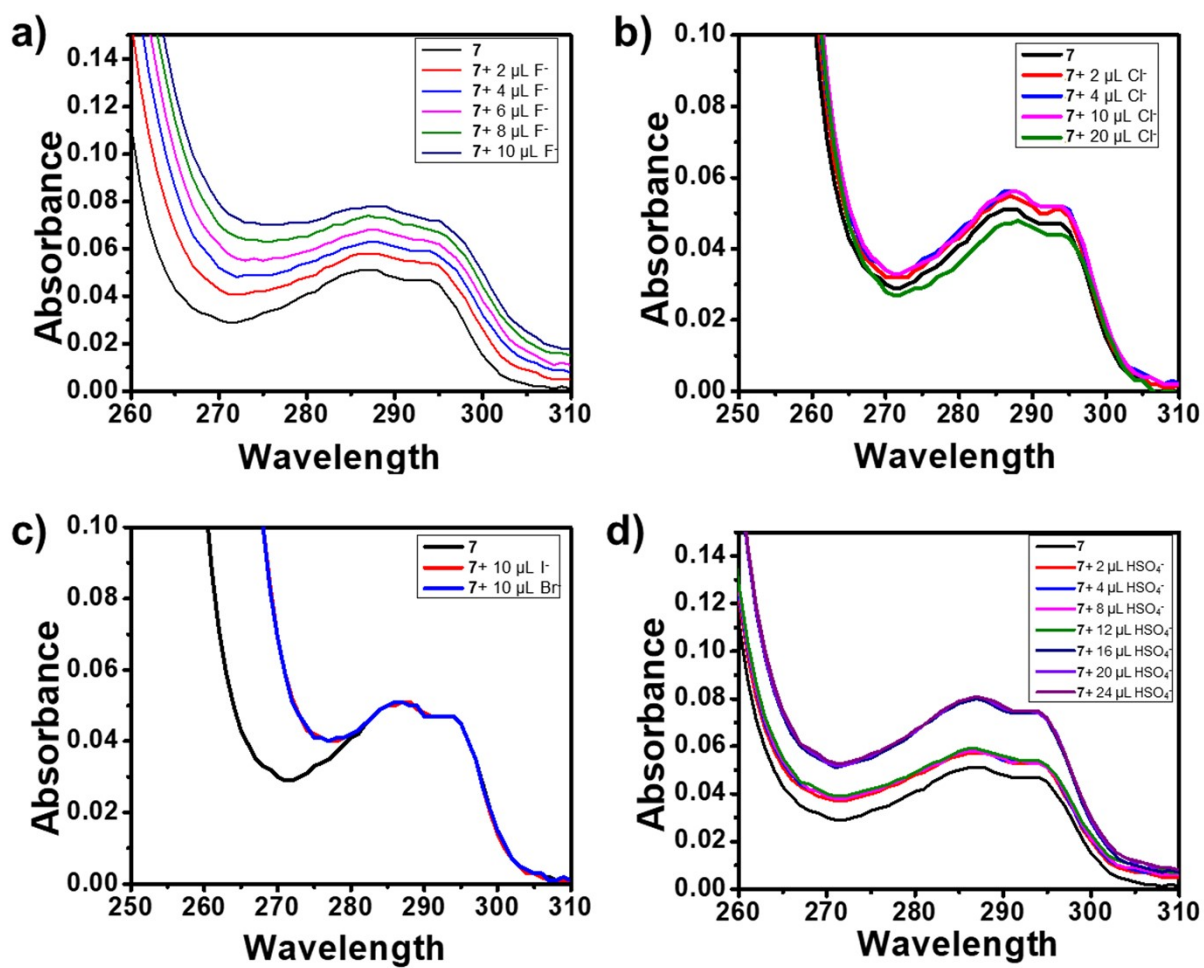 a)
0.14
0.12
0.10
0.08
0.06
0.04
0.02
0.00
Absorbance
260 270 280 290 300 310
Wavelength
7
7+ 2 µL F-
7+ 4 µL F-
7+ 6 µL F-
7+ 8 µL F-
7+ 10 µL F-
b)
0.10
0.08
0.06
0.04
0.02
0.00
Absorbance
250 260 270 280 290 300 310
Wavelength
7
7+ 2 µL Cl-
7+ 4 µL Cl-
7+ 10 µL Cl-
7+ 20 µL Cl-
c)
0.10
0.08
0.06
0.04
0.02
0.00
Absorbance
250 260 270 280 290 300 310
Wavelength
7
7+ 10 µL I-
7+ 10 µL Br-
d)
0.14
0.12
0.10
0.08
0.06
0.04
0.02
0.00
Absorbance
260 270 280 290 300 310
Wavelength
7
7+ 2 µL HSO₄-
7+ 4 µL HSO₄-
7+ 8 µL HSO₄-
7+ 12 µL HSO₄-
7+ 16 µL HSO₄-
7+ 20 µL HSO₄-
7+ 24 µL HSO₄-